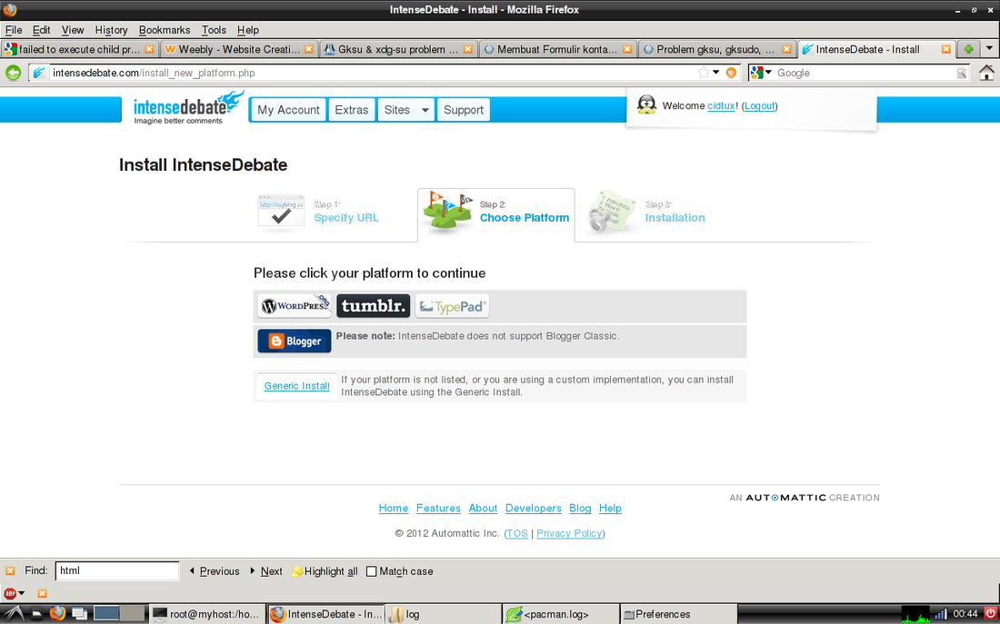 IntenseDebate - Install - Mozilla Firefox
File Edit View History Bookmarks Tools Help
failed to execute child pr... Weebly - Website Creati... Gksu & xdg-su problem ... Membuat Formulir konta... Problem gksu, gksudo, ... IntenseDebate - Install
intensedebate.com/install_new_platform.php Google
intensedebate
Imagine better comments
My Account Extras Sites Support
Welcome cidtux! (Logout)
Install IntenseDebate
Step 1:
Specify URL
Step 2:
Choose Platform
Step 3:
Installation
Please click your platform to continue
WORDPRESS .ORG tumblr. TypePad
Blogger Please note: IntenseDebate does not support Blogger Classic.
Generic Install
If your platform is not listed, or you are using a custom implementation, you can install
IntenseDebate using the Generic Install.
AN AUTOMATTIC CREATION
Home Features About Developers Blog Help
© 2012 Automattic Inc. (TOS | Privacy Policy)
Find: html Previous Next Highlight all Match case
ABP
root@myhost:/ho... IntenseDebate - In... log <pacman.log> Preferences 00:44